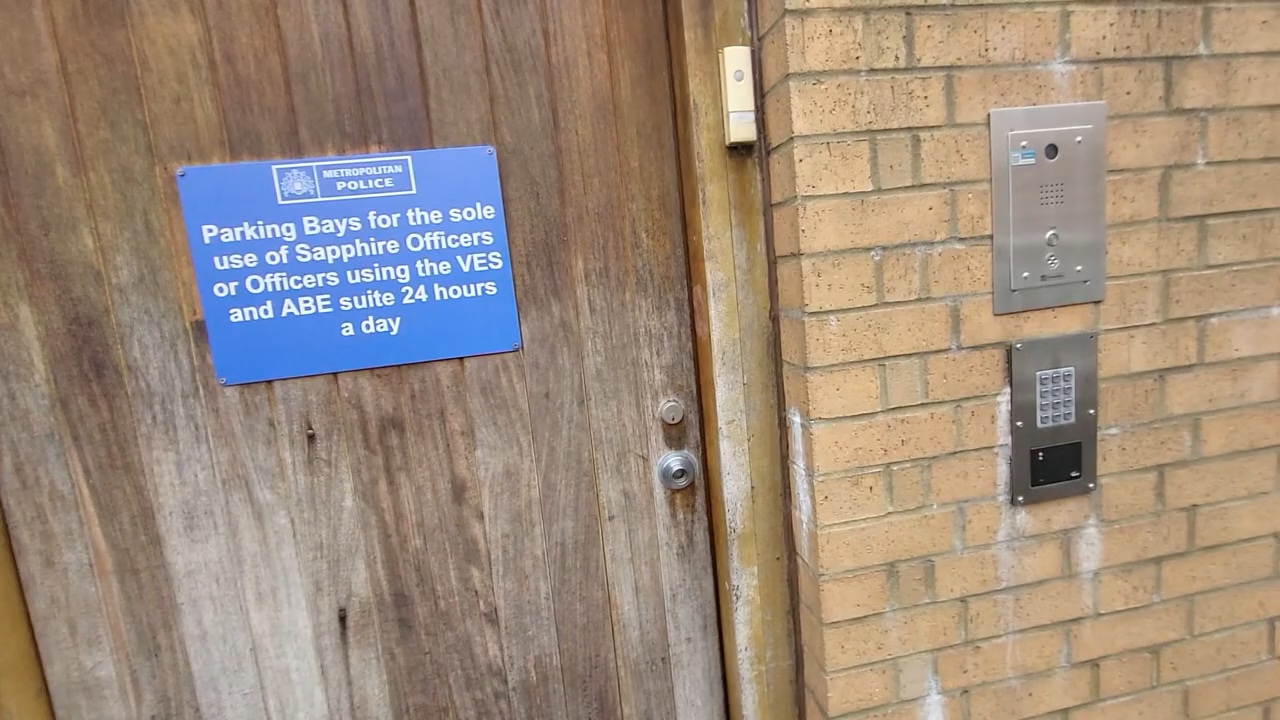 METROPOLITAN
POLICE
Parking Bays for the sole
use of Sapphire Officers
or Officers using the VES
and ABE suite 24 hours
a day